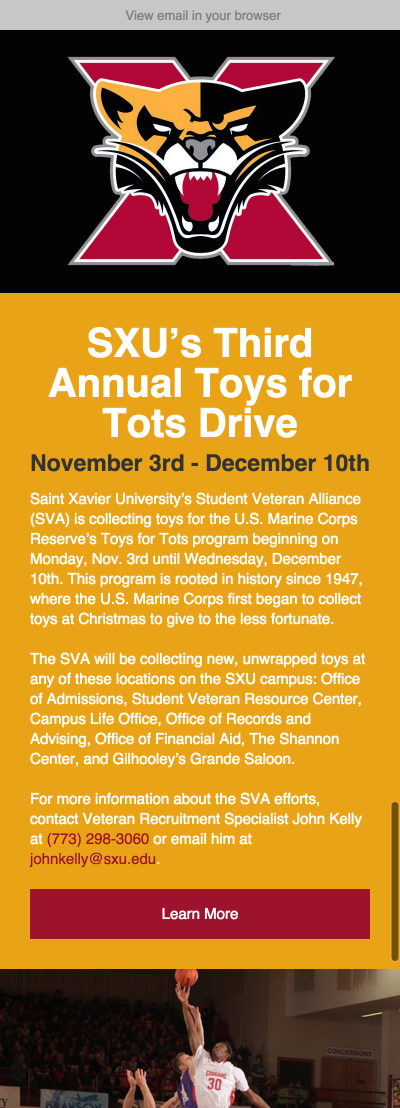 View email in your browser
SXU’s Third
Annual Toys for
Tots Drive
November 3rd - December 10th
Saint Xavier University’s Student Veteran Alliance
(SVA) is collecting toys for the U.S. Marine Corps
Reserve’s Toys for Tots program beginning on
Monday, Nov. 3rd until Wednesday, December
10th. This program is rooted in history since 1947,
where the U.S. Marine Corps first began to collect
toys at Christmas to give to the less fortunate.
The SVA will be collecting new, unwrapped toys at
any of these locations on the SXU campus: Office
of Admissions, Student Veteran Resource Center,
Campus Life Office, Office of Records and
Advising, Office of Financial Aid, The Shannon
Center, and Gilhooley’s Grande Saloon.
For more information about the SVA efforts,
contact Veteran Recruitment Specialist John Kelly
at (773) 298-3060 or email him at
johnkelly@sxu.edu.
Learn More
CONCESSIONS
COUGARS
30